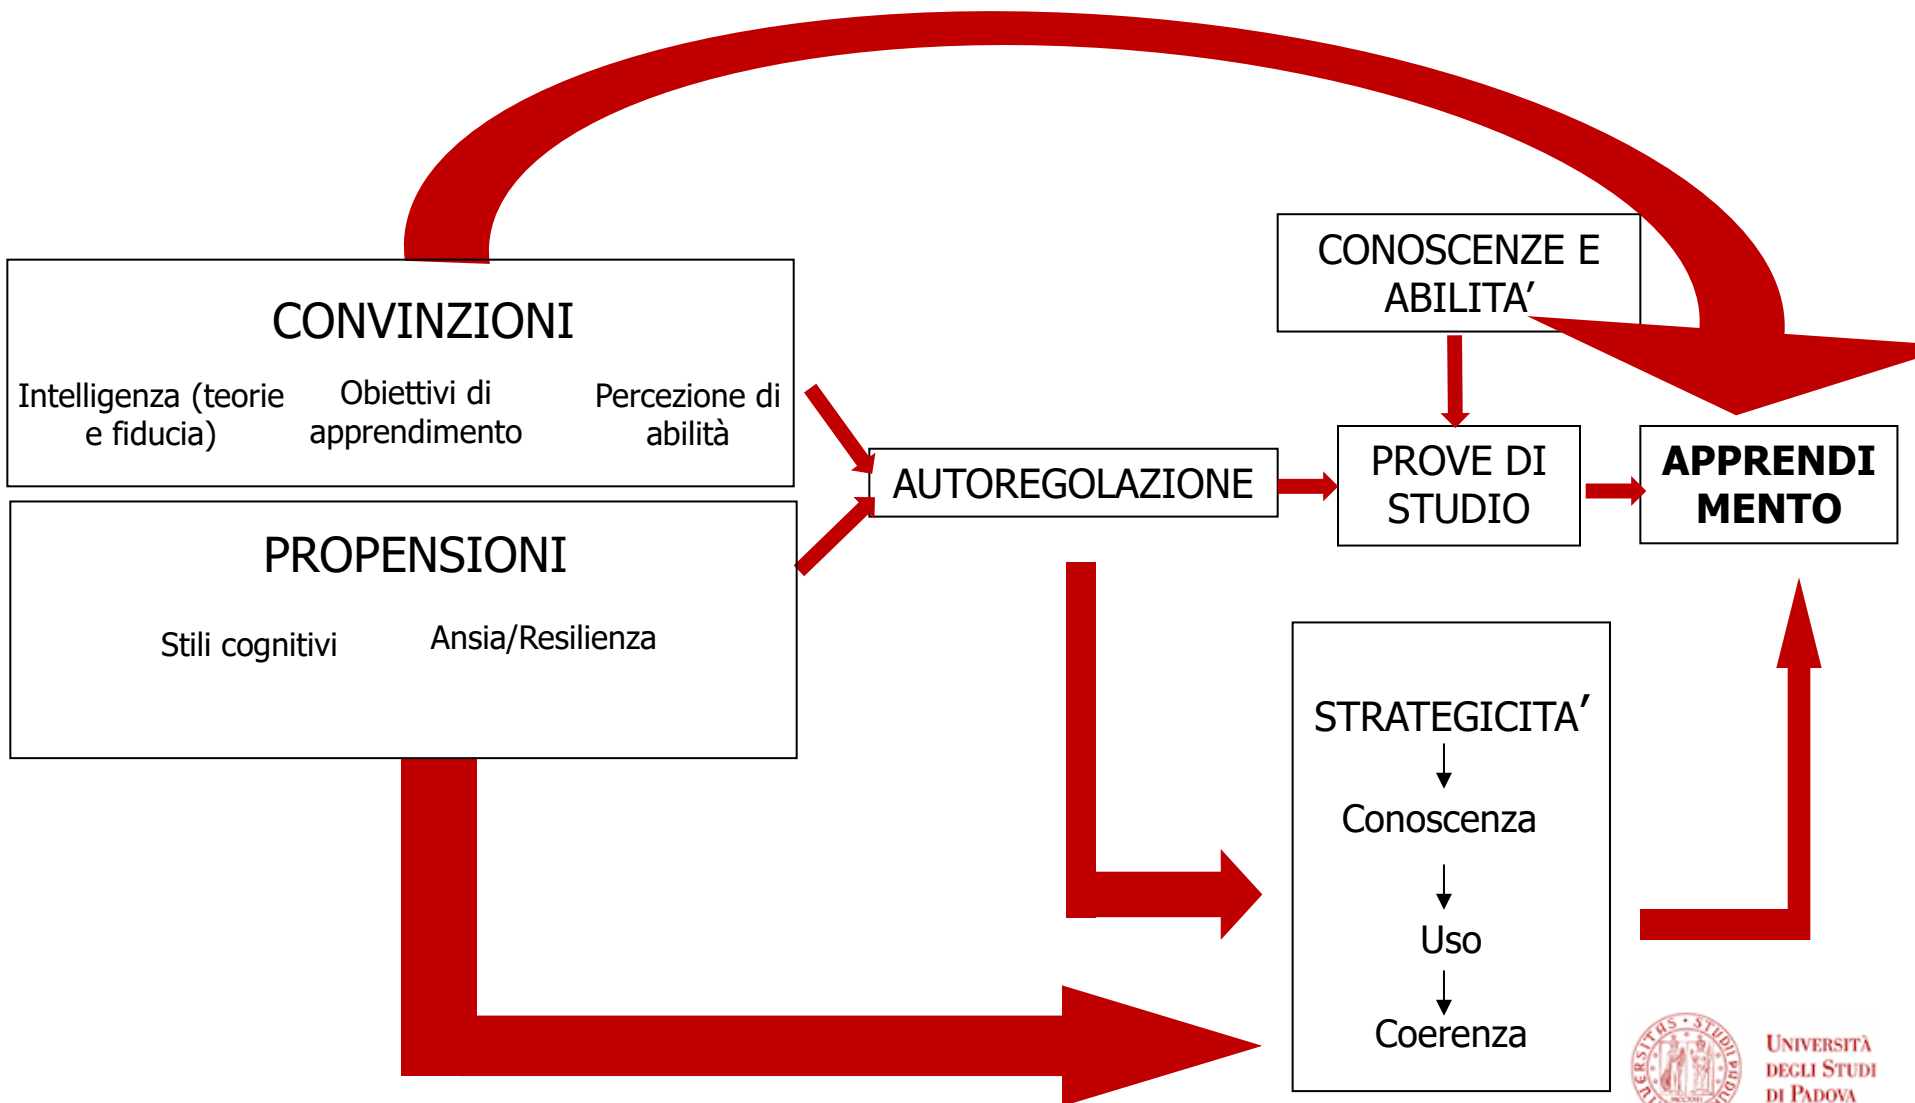 CONVINZIONI
Intelligenza (teorie
e fiducia)
Obiettivi di
apprendimento
Percezione di
abilità
PROPENSIONI
Stili cognitivi
Ansia/Resilienza
AUTOREGOLAZIONE
CONOSCENZE E
ABILITA’
PROVE DI
STUDIO
APPRENDI
MENTO
STRATEGICITA’
Conoscenza
Uso
Coerenza
UNIVERSITÀ
DEGLI STUDI
DI PADOVA